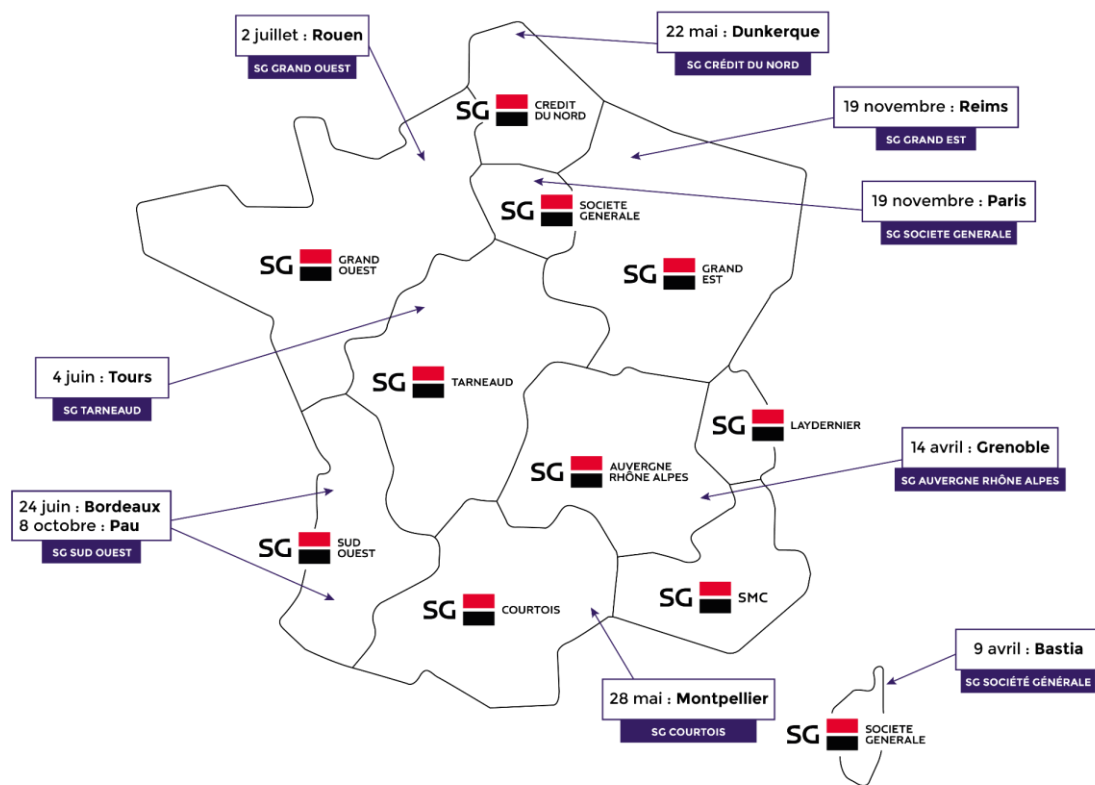 2 juillet : Rouen
SG GRAND OUEST
22 mai : Dunkerque
SG CRÉDIT DU NORD
SG CREDIT
DU NORD
19 novembre : Reims
SG GRAND EST
19 novembre : Paris
SG SOCIETE GENERALE
SG SOCIETE
GENERALE
SG GRAND
OUEST
SG GRAND
EST
4 juin : Tours
SG TARNEAUD
SG TARNEAUD
SG LAYDERNIER
14 avril : Grenoble
SG AUVERGNE RHÔNE ALPES
SG AUVERGNE
RHÔNE ALPES
24 juin : Bordeaux
8 octobre : Pau
SG SUD OUEST
SG SUD
OUEST
SG COURTOIS
SG SMC
28 mai : Montpellier
SG COURTOIS
9 avril : Bastia
SG SOCIÉTÉ GÉNÉRALE
SG SOCIETE
GENERALE